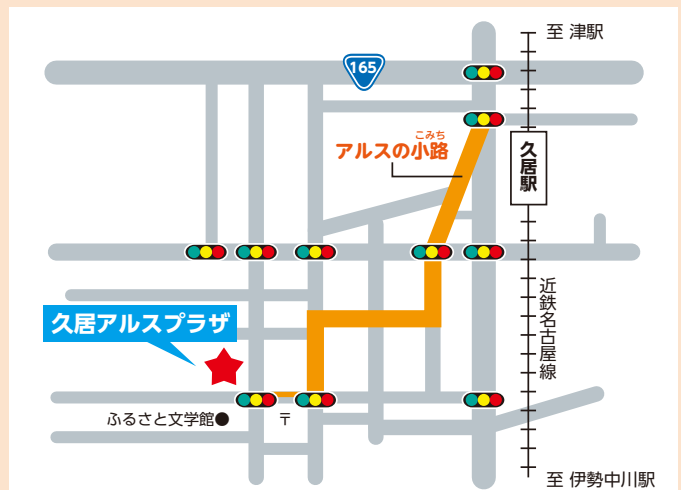 至 津駅
165
こみち
アルスの小路
久居駅
近鉄名古屋線
久居アルスプラザ
ふるさと文学館
〒
至 伊勢中川駅